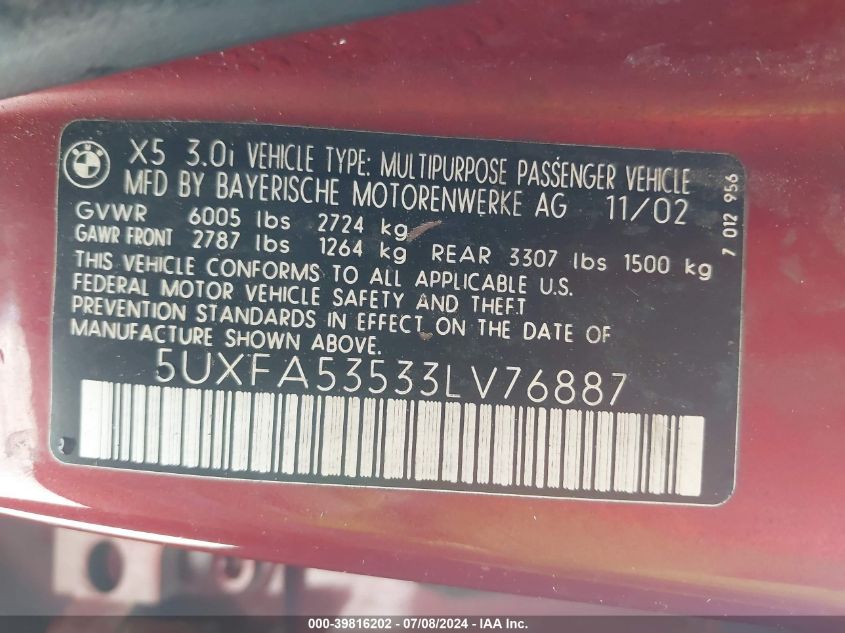 BMW
X5 3.0i VEHICLE TYPE: MULTIPURPOSE PASSENGER VEHICLE
MFD BY BAYERISCHE MOTORENWERKE AG 11/02
GVWR 6005 lbs 2724 kg
GAWR FRONT 2787 lbs 1264 kg REAR 3307 lbs 1500 kg
THIS VEHICLE CONFORMS TO ALL APPLICABLE U.S.
FEDERAL MOTOR VEHICLE SAFETY AND THEFT
PREVENTION STANDARDS IN EFFECT ON THE DATE OF
MANUFACTURE SHOWN ABOVE.
5UXFA53533LV76887
7 012 956
000-39816202 - 07/08/2024 - IAA Inc.